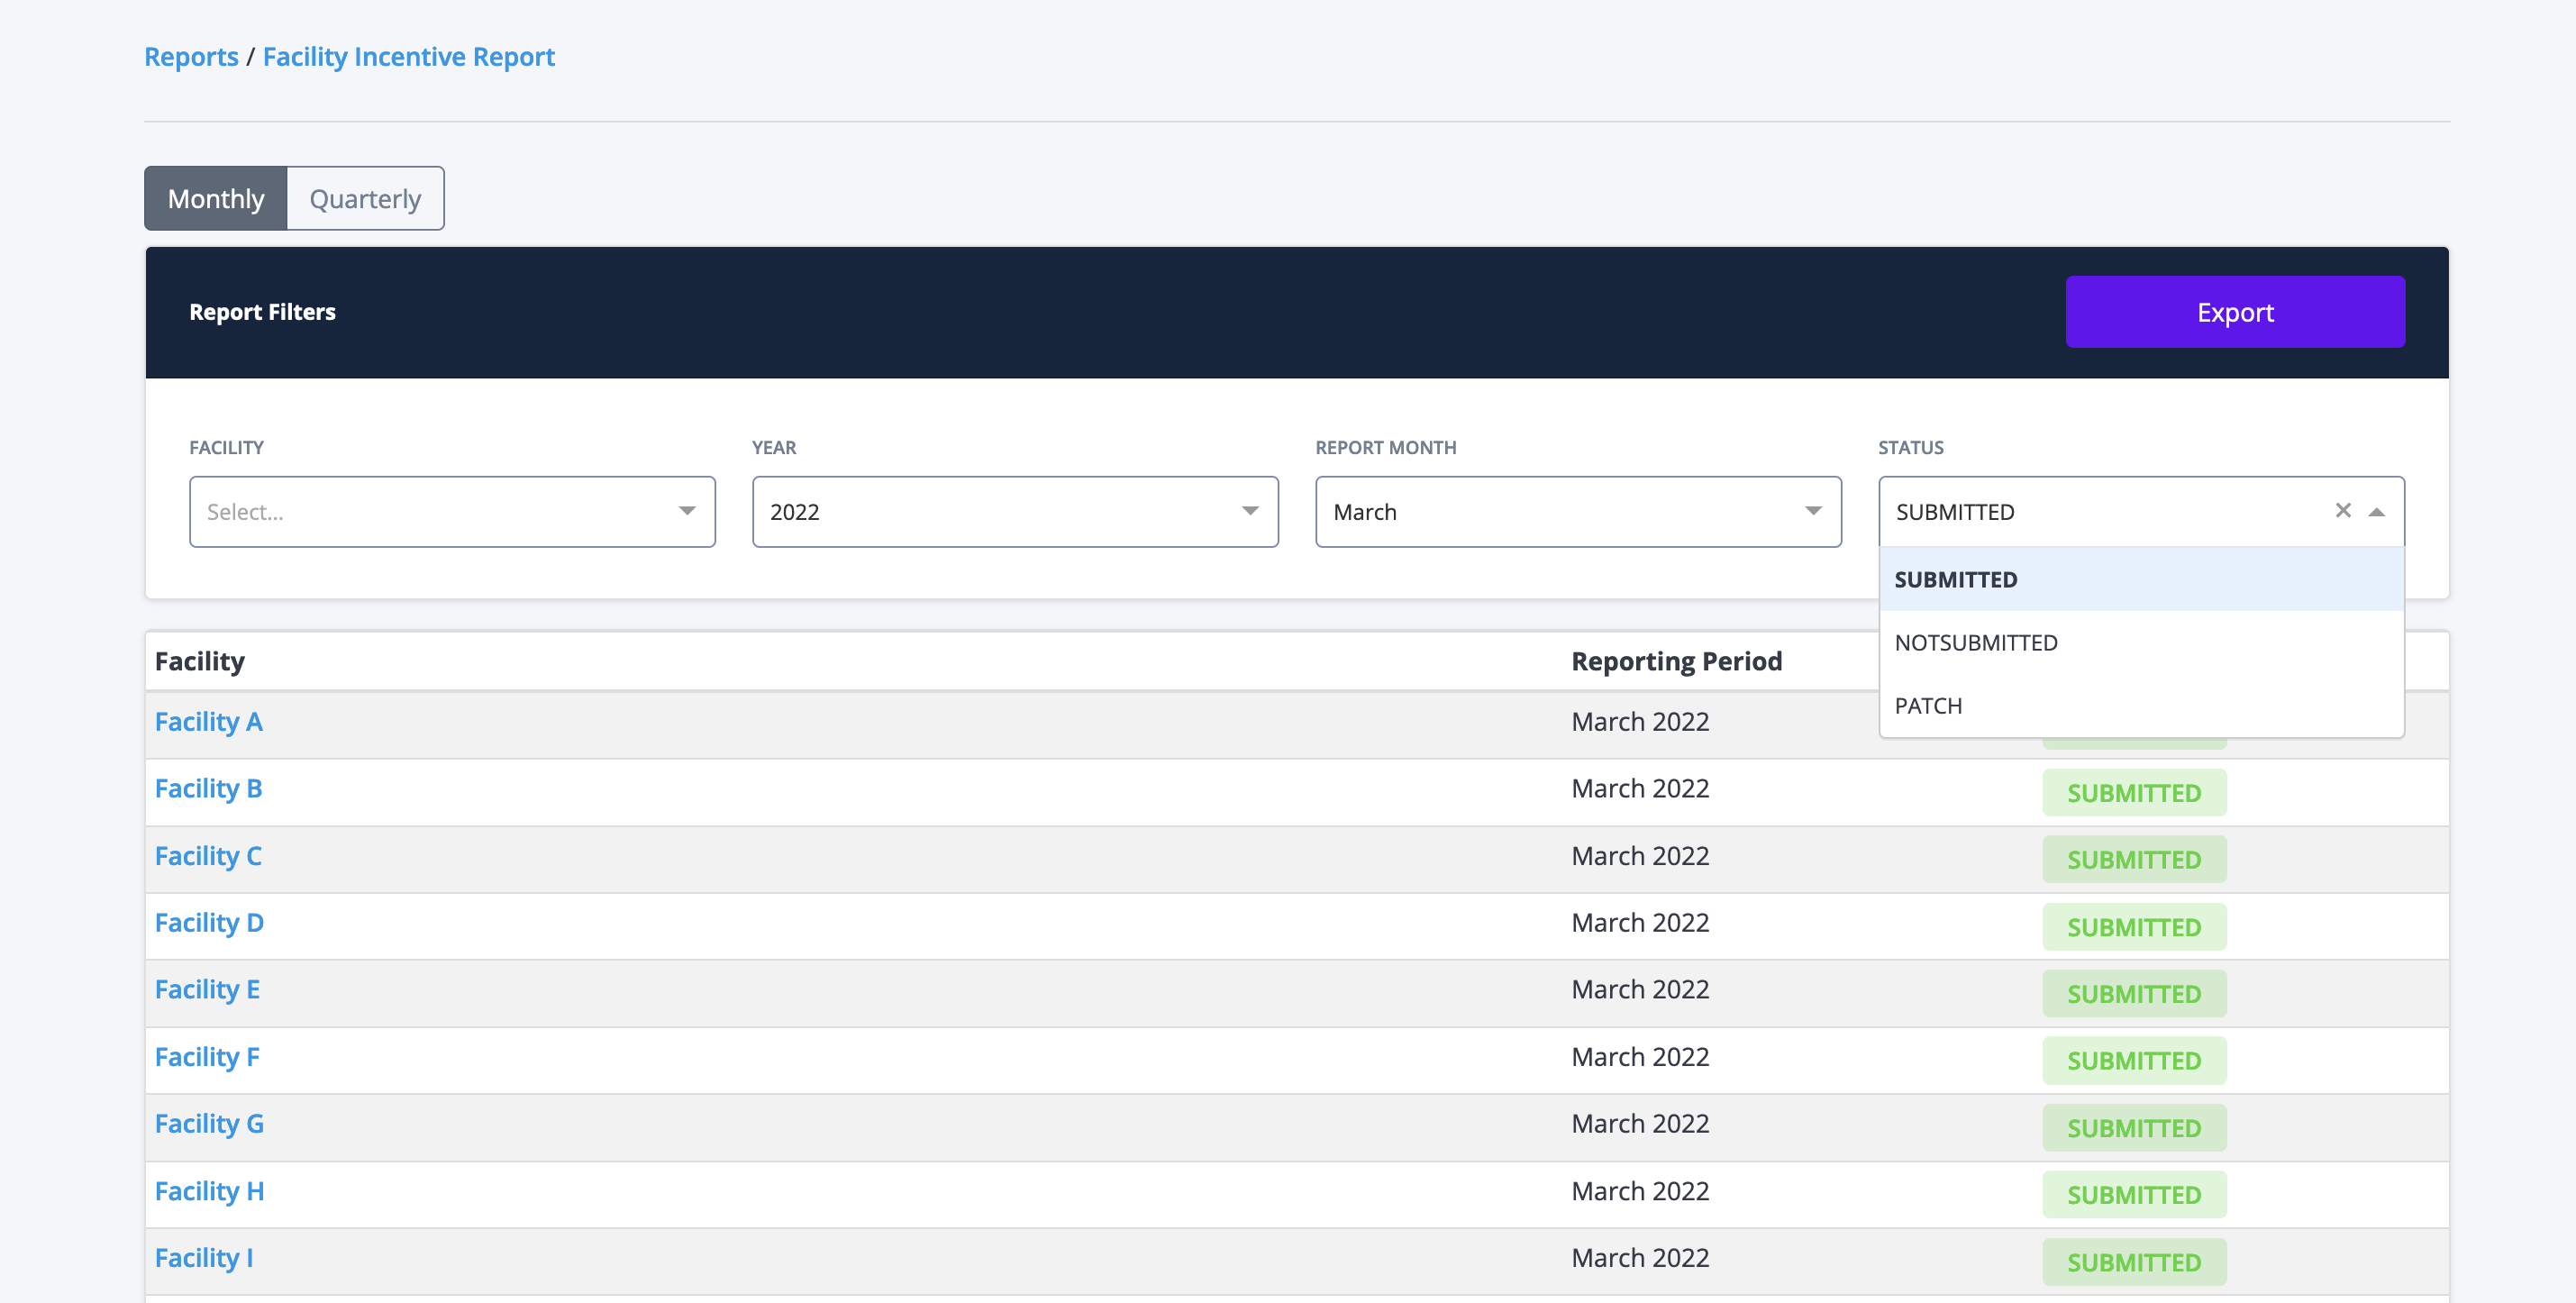 Reports / Facility Incentive Report
Monthly Quarterly
Report Filters Export
FACILITY YEAR REPORT MONTH STATUS
Select... 2022 March SUBMITTED
SUBMITTED
NOTSUBMITTED
PATCH
Facility Reporting Period
Facility A March 2022
Facility B March 2022 SUBMITTED
Facility C March 2022 SUBMITTED
Facility D March 2022 SUBMITTED
Facility E March 2022 SUBMITTED
Facility F March 2022 SUBMITTED
Facility G March 2022 SUBMITTED
Facility H March 2022 SUBMITTED
Facility I March 2022 SUBMITTED